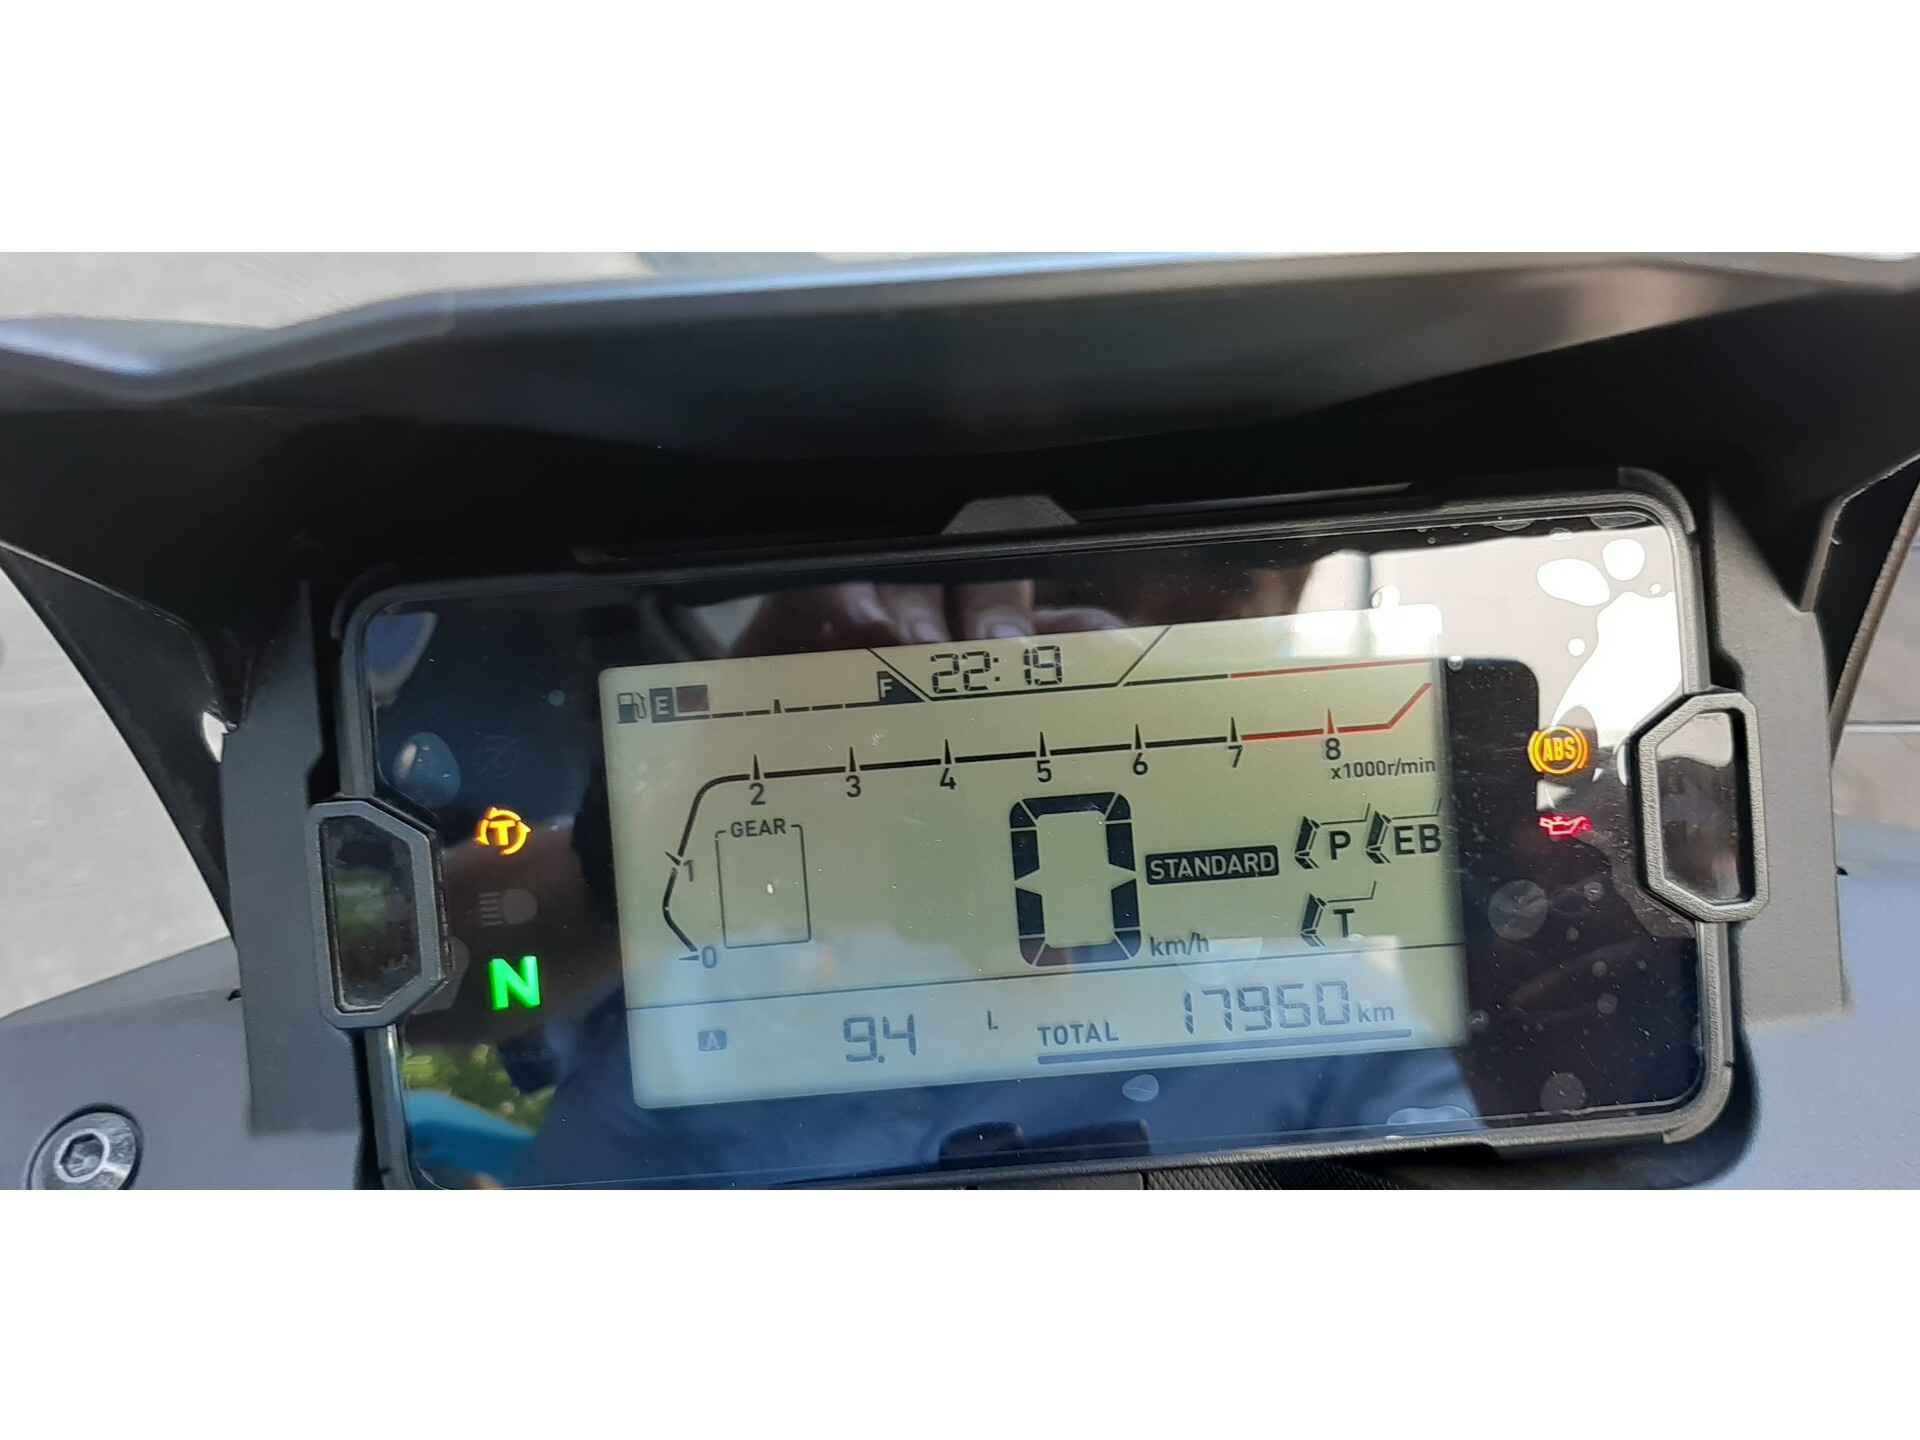 22:19
E F
2 3 4 5 6 7 8
x1000r/min
T
ABS
GEAR
1
0
0
km/h
STANDARD
P EB
T
N
A 9.4 L
TOTAL 17960 km